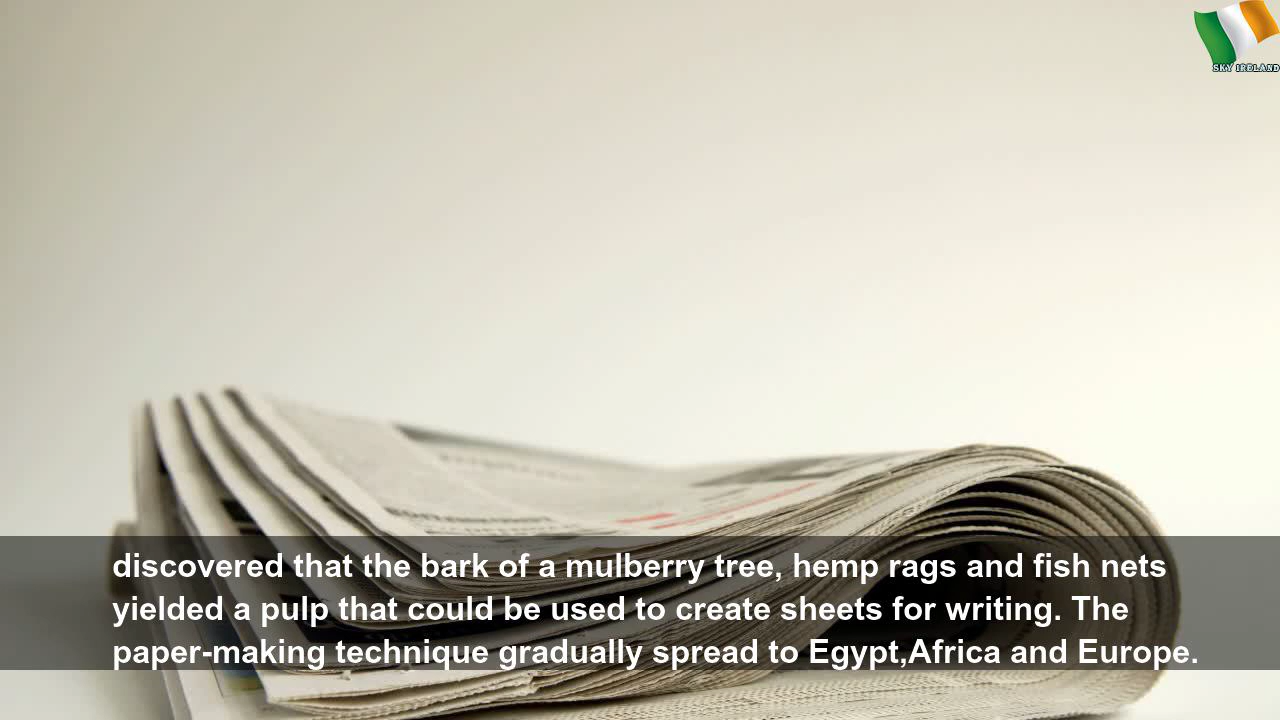 SKY IRELAND
discovered that the bark of a mulberry tree, hemp rags and fish nets
yielded a pulp that could be used to create sheets for writing. The
paper-making technique gradually spread to Egypt,Africa and Europe.